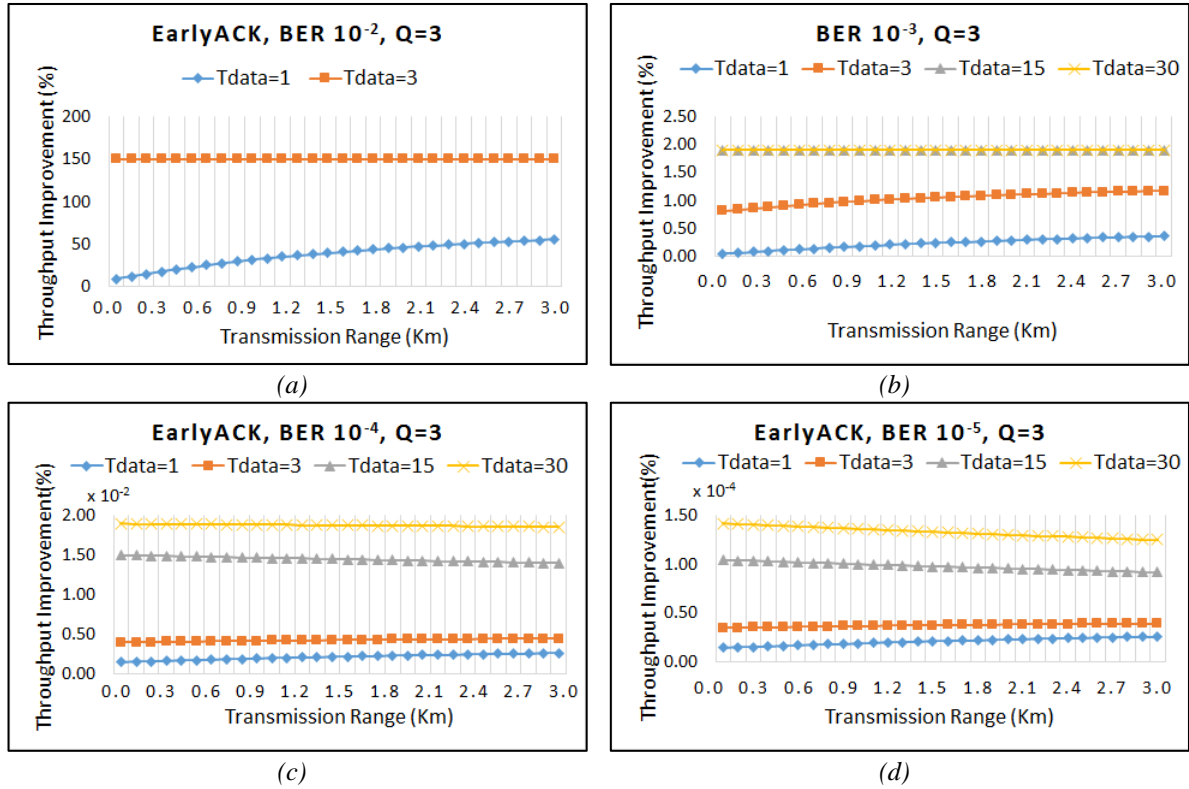 EarlyACK, BER 10⁻², Q=3
Tdata=1 Tdata=3
Throughput Improvement (%)
200
150
100
50
0
0.0 0.3 0.6 0.9 1.2 1.5 1.8 2.1 2.4 2.7 3.0
Transmission Range (Km)
(a)
BER 10⁻³, Q=3
Tdata=1 Tdata=3 Tdata=15 Tdata=30
Throughput Improvement (%)
2.50
2.00
1.50
1.00
0.50
0.00
0.0 0.3 0.6 0.9 1.2 1.5 1.8 2.1 2.4 2.7 3.0
Transmission Range (Km)
(b)
EarlyACK, BER 10⁻⁴, Q=3
Tdata=1 Tdata=3 Tdata=15 Tdata=30
x 10⁻²
Throughput Improvement(%)
2.00
1.50
1.00
0.50
0.00
0.0 0.3 0.6 0.9 1.2 1.5 1.8 2.1 2.4 2.7 3.0
Transmission Range (Km)
(c)
EarlyACK, BER 10⁻⁵, Q=3
Tdata=1 Tdata=3 Tdata=15 Tdata=30
x 10⁻⁴
Throughput Improvement(%)
1.50
1.00
0.50
0.00
0.0 0.3 0.6 0.9 1.2 1.5 1.8 2.1 2.4 2.7 3.0
Transmission Range (Km)
(d)